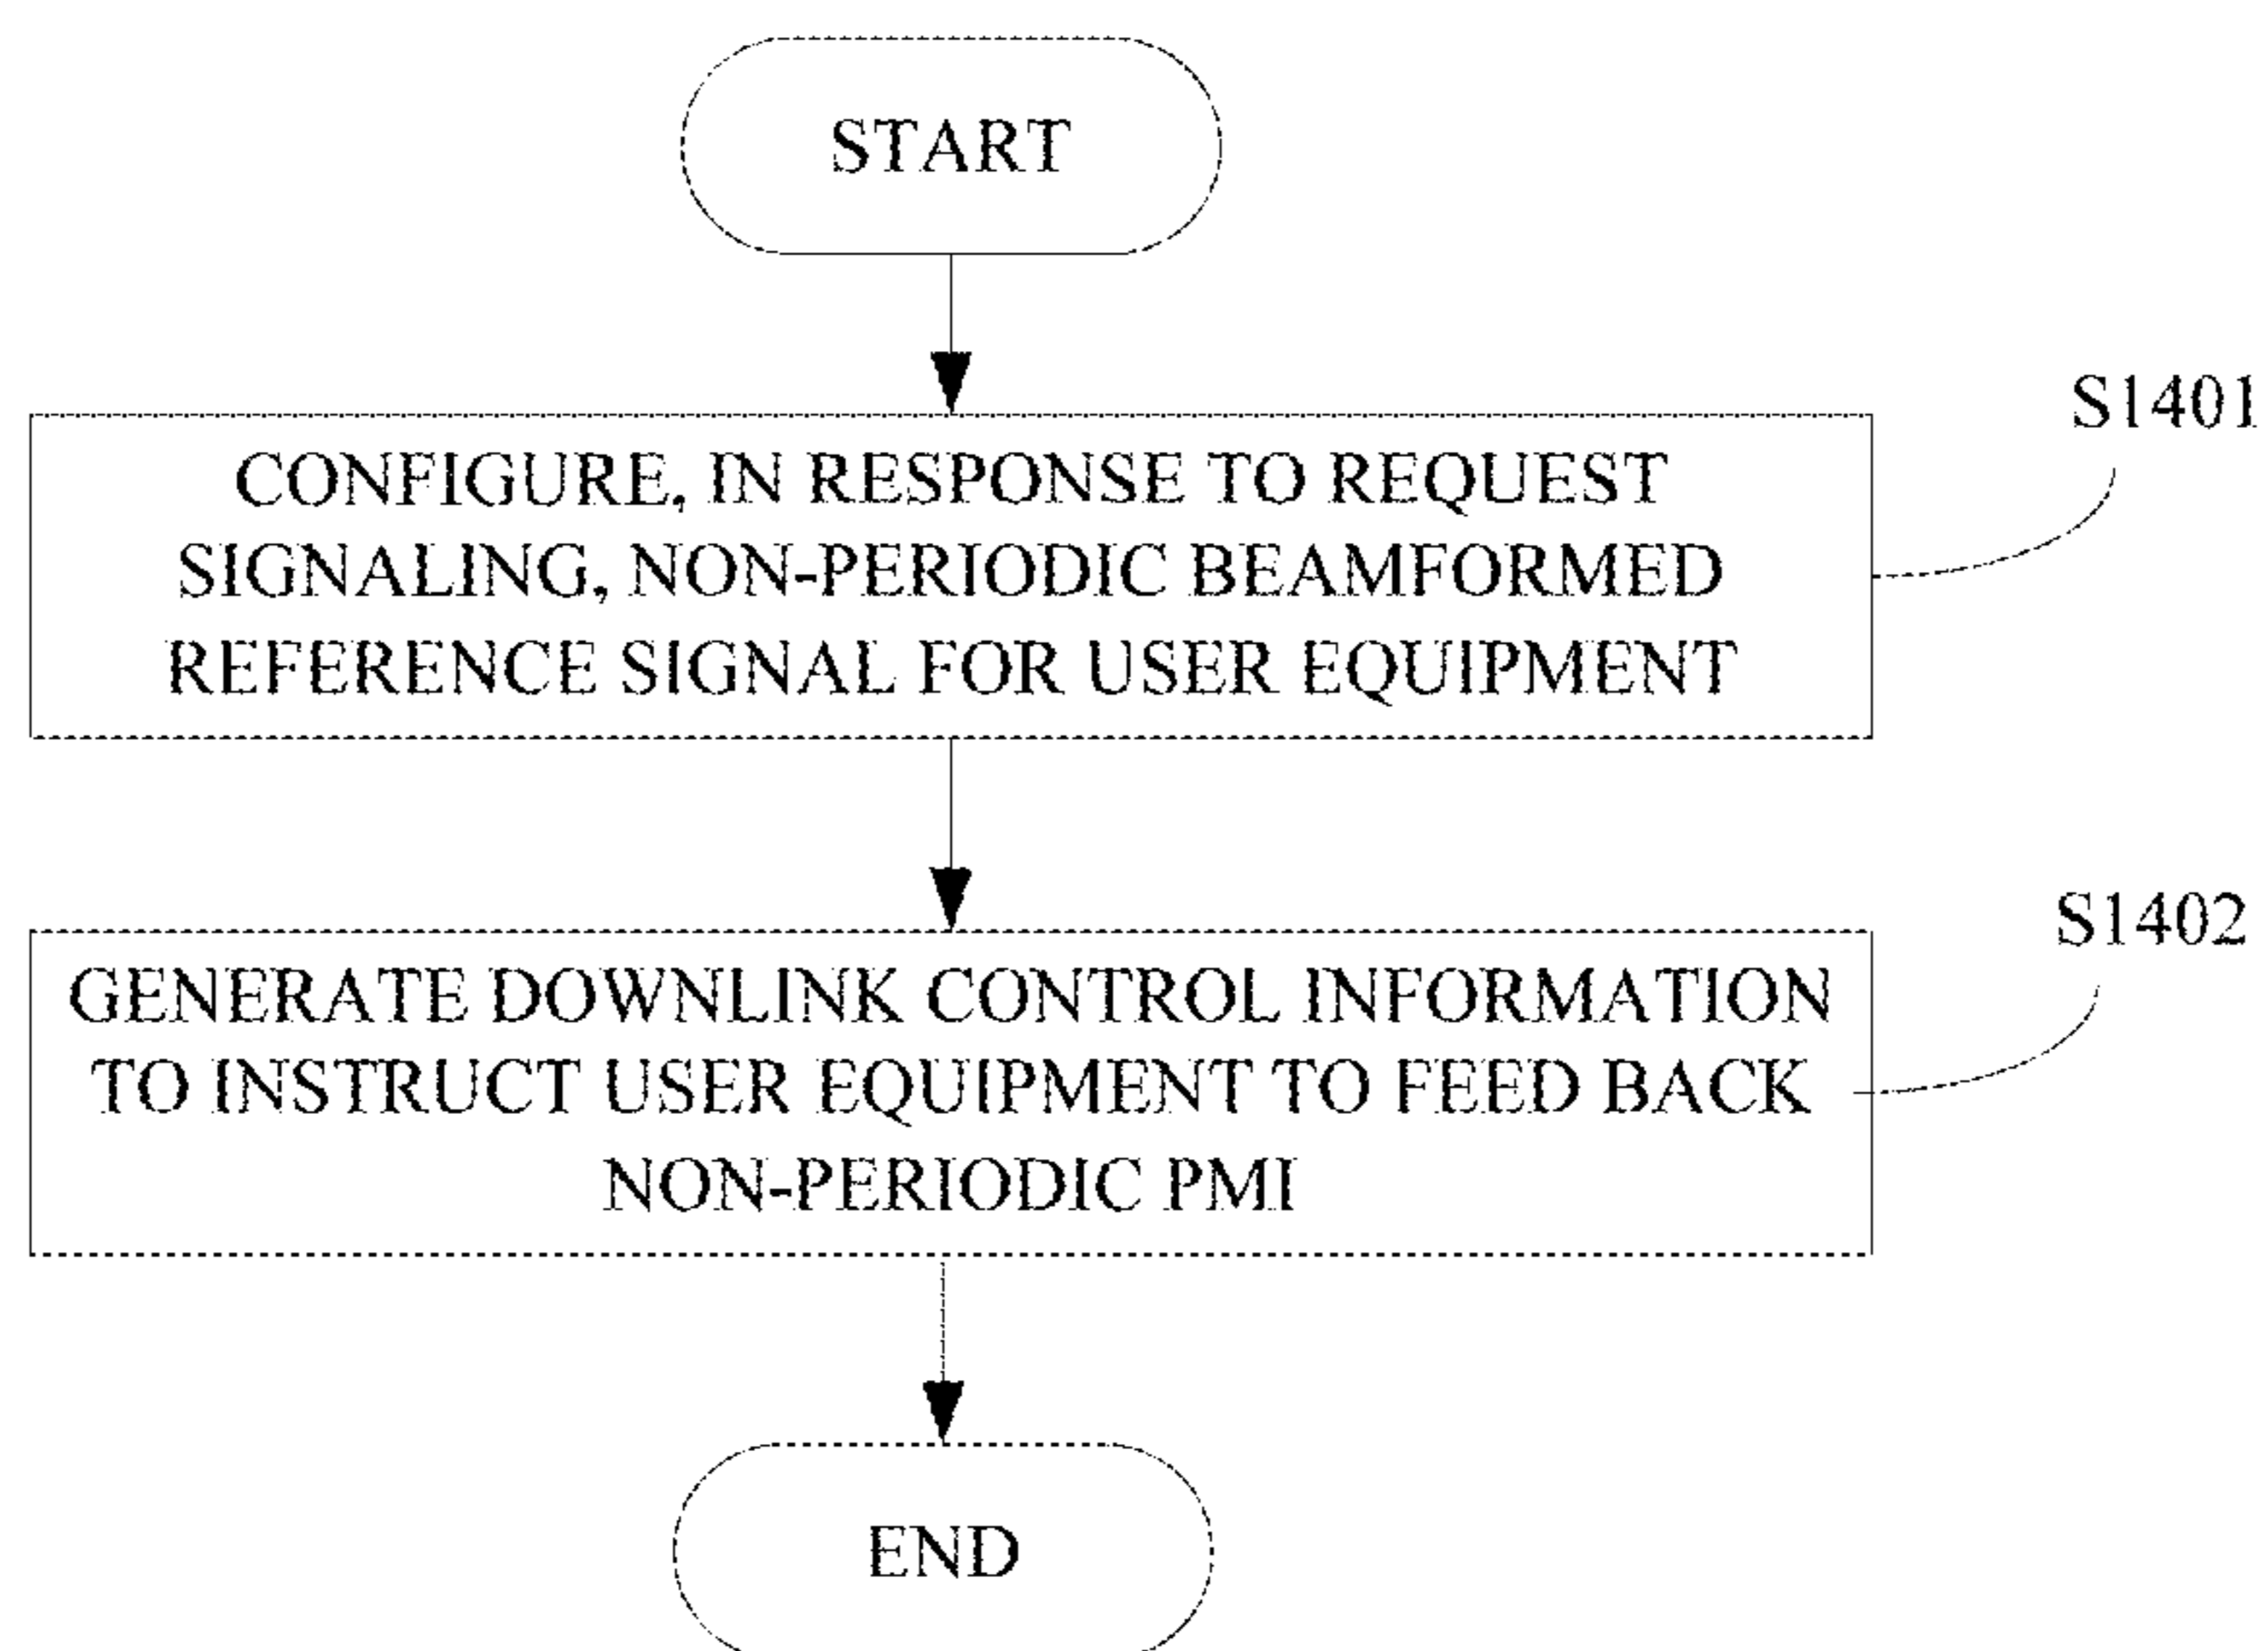 START
S1401
CONFIGURE, IN RESPONSE TO REQUEST
SIGNALING, NON-PERIODIC BEAMFORMED
REFERENCE SIGNAL FOR USER EQUIPMENT
S1402
GENERATE DOWNLINK CONTROL INFORMATION
TO INSTRUCT USER EQUIPMENT TO FEED BACK
NON-PERIODIC PMI
END